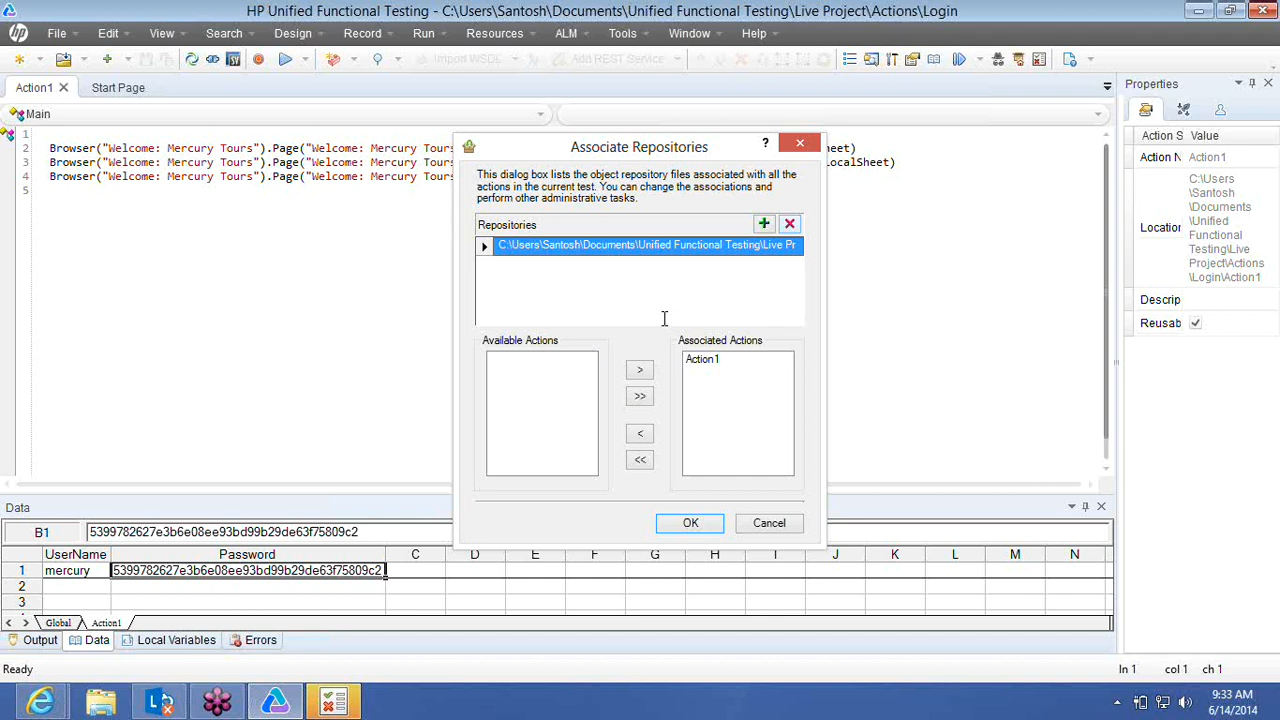 HP Unified Functional Testing - C:\Users\Santosh\Documents\Unified Functional Testing\Live Project\Actions\Login
hp File Edit View Search Design Record Run Resources ALM Tools Window Help
Import WSDL Add REST Service
Action1 Start Page
Main
1
2 Browser("Welcome: Mercury Tours").Page("Welcome: Mercury Tours heet)
3 Browser("Welcome: Mercury Tours").Page("Welcome: Mercury Tours ocalSheet)
4 Browser("Welcome: Mercury Tours").Page("Welcome: Mercury Tours
5
Associate Repositories
?
This dialog box lists the object repository files associated with all the
actions in the current test. You can change the associations and
perform other administrative tasks.
Repositories
C:\Users\Santosh\Documents\Unified Functional Testing\Live Pr
Available Actions
Associated Actions
Action1
>
>>
<
<<
OK Cancel
Properties
Action S Value
Action N Action1
Location C:\Users
\Santosh
\Documents
\Unified
Functional
Testing\Live
Project\Actions
\Login\Action1
Descrip
Reusab
Data
B1 5399782627e3b6e08ee93bd99b29de63f75809c2
UserName Password C D E F G H I J K L M N
1 mercury 5399782627e3b6e08ee93bd99b29de63f75809c2
2
3
Global Action1
Output Data Local Variables Errors
Ready ln 1 col 1 ch 1
9:33 AM
6/14/2014